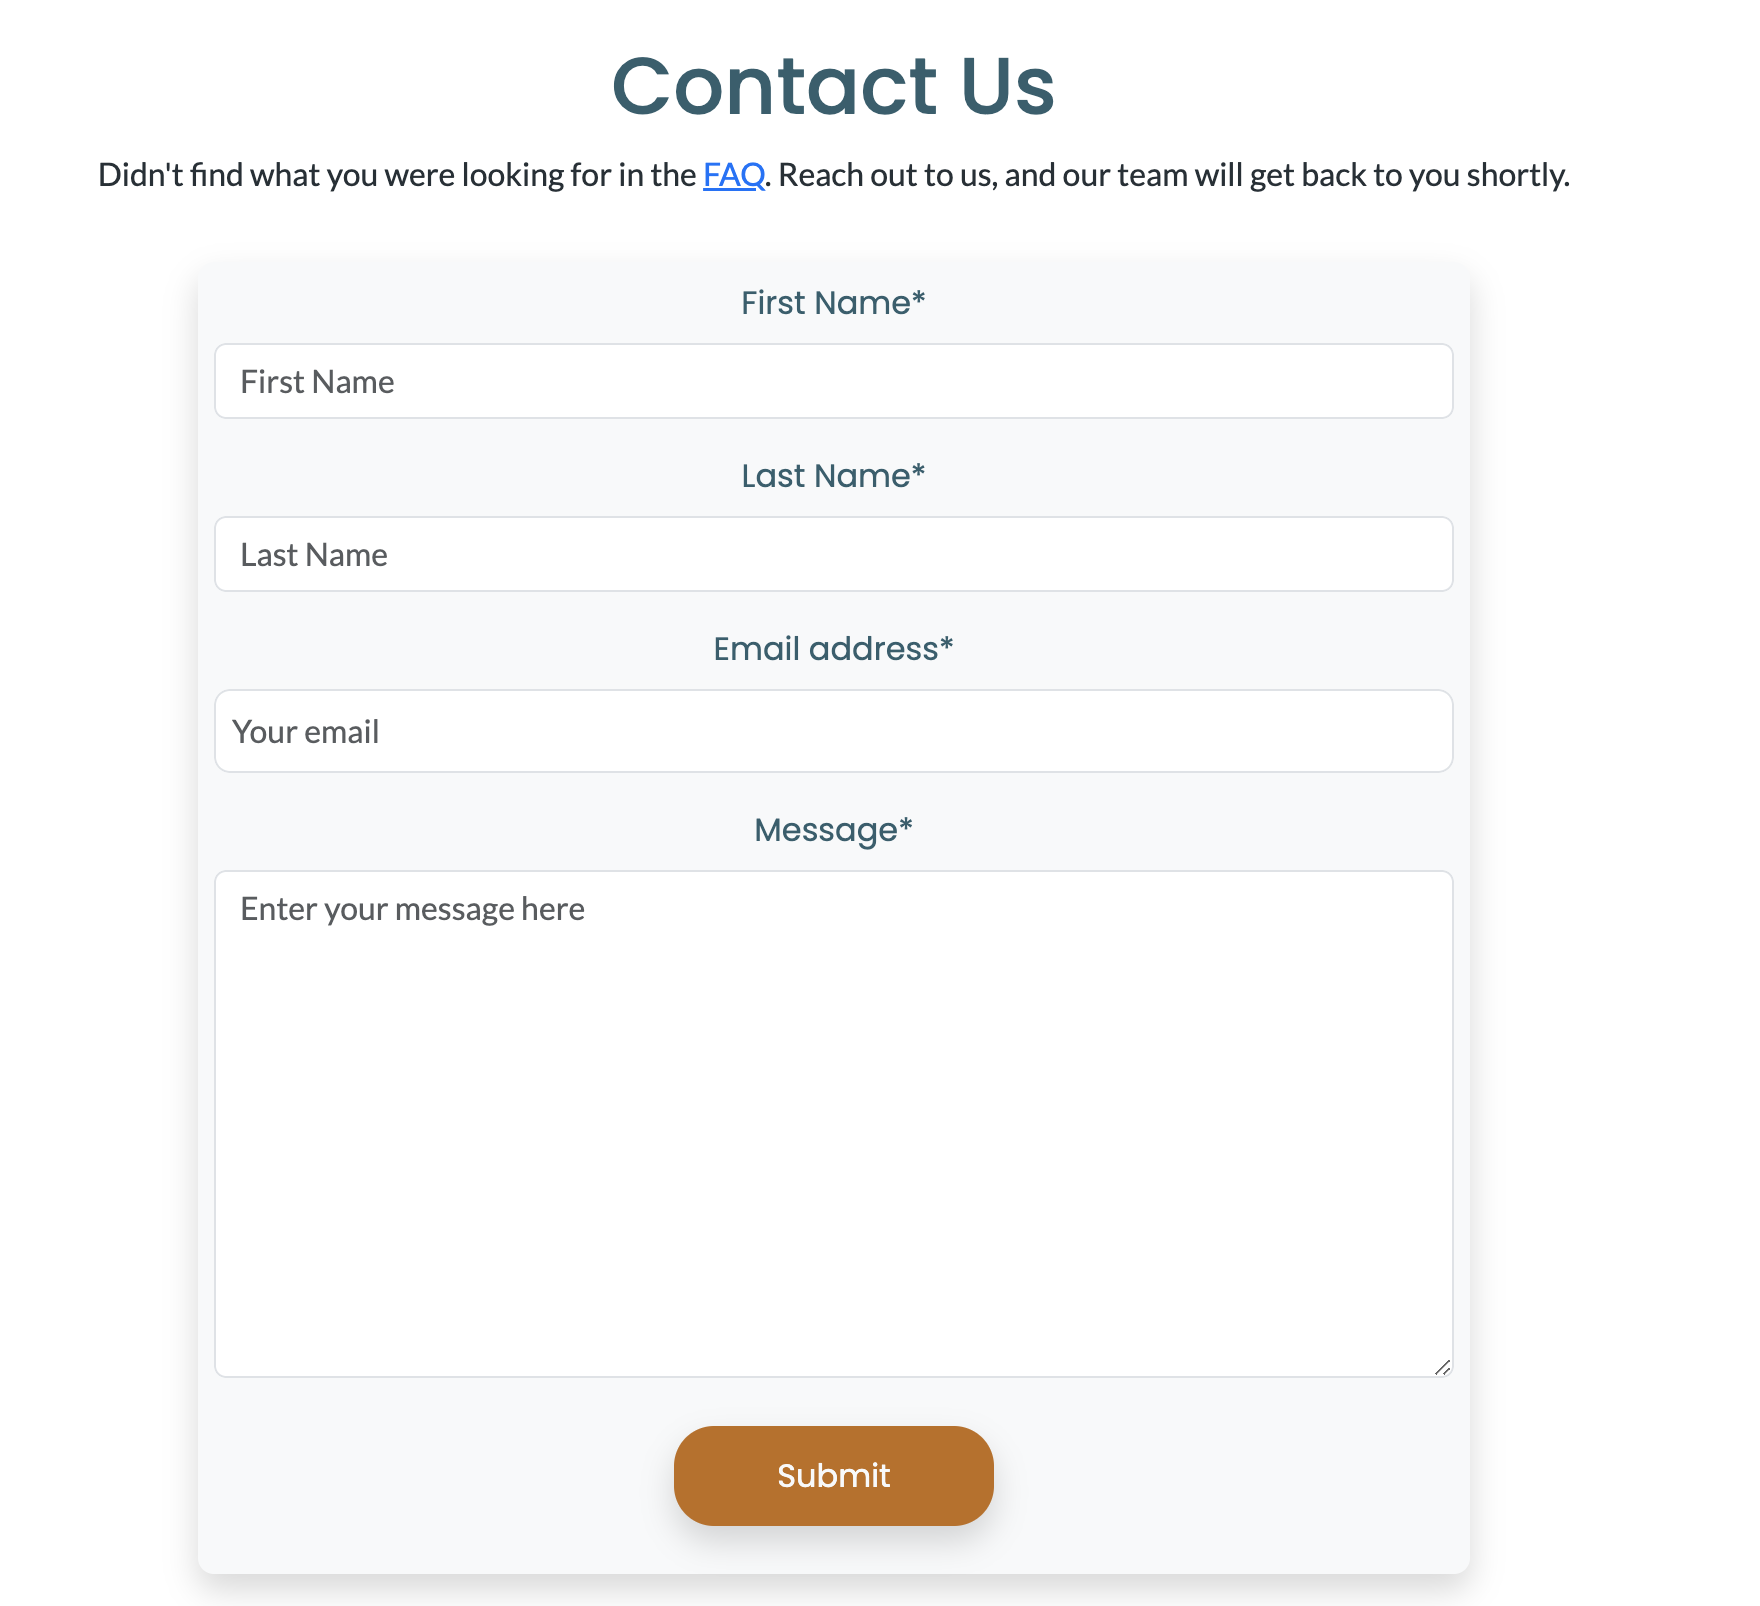 Contact Us
Didn't find what you were looking for in the FAQ. Reach out to us, and our team will get back to you shortly.
First Name*
First Name
Last Name*
Last Name
Email address*
Your email
Message*
Enter your message here
Submit